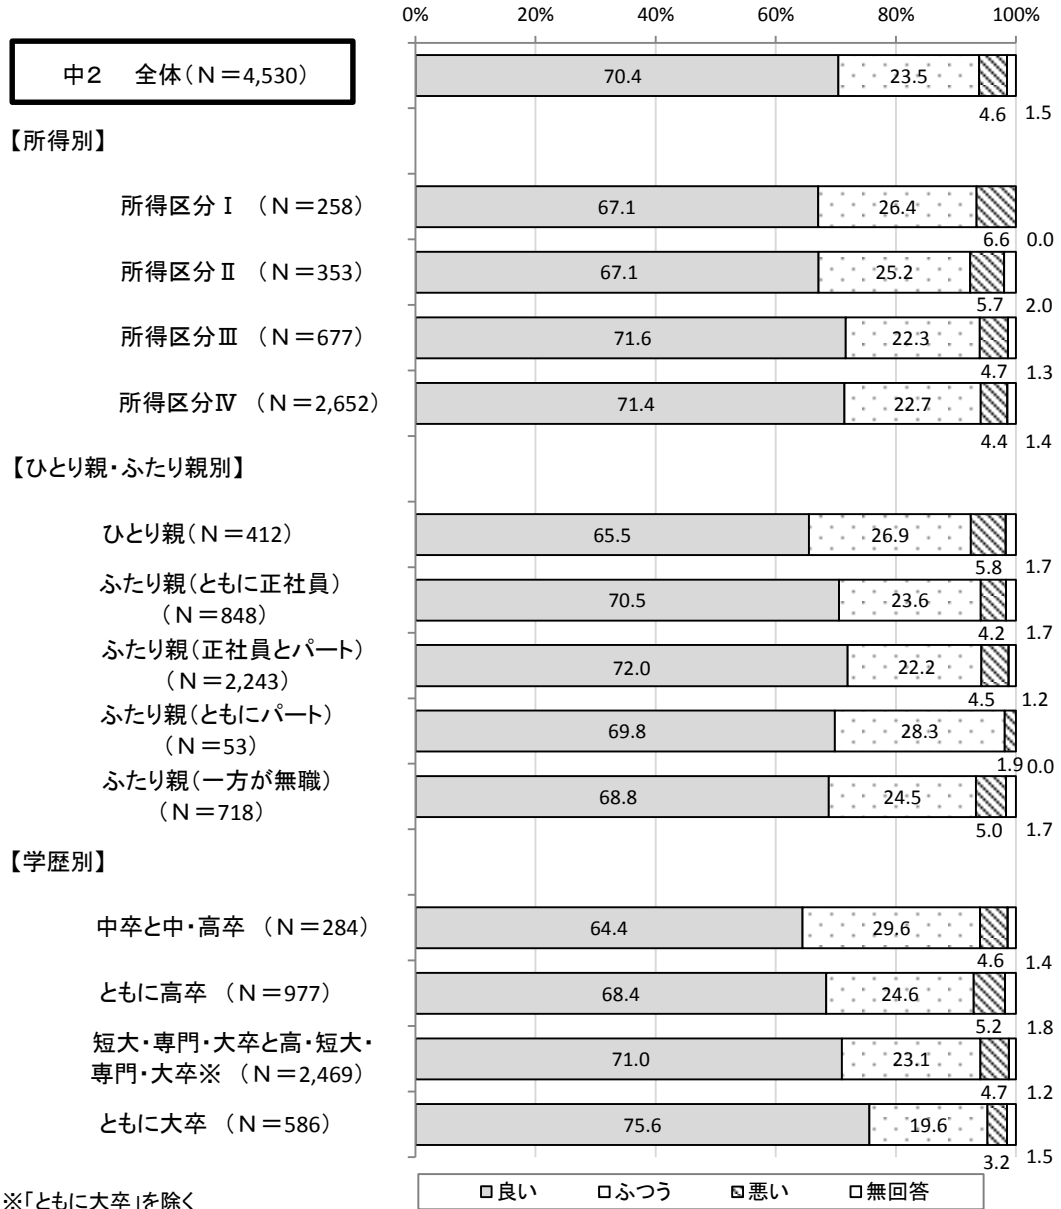 0% 20% 40% 60% 80% 100%
中2 全体(N=4,530) 70.4 23.5
4.6 1.5
【所得別】
所得区分Ⅰ (N=258) 67.1 26.4
6.6 0.0
所得区分Ⅱ (N=353) 67.1 25.2
5.7 2.0
所得区分Ⅲ (N=677) 71.6 22.3
4.7 1.3
所得区分Ⅳ (N=2,652) 71.4 22.7
4.4 1.4
【ひとり親・ふたり親別】
ひとり親(N=412) 65.5 26.9
5.8 1.7
ふたり親(ともに正社員)
(N=848) 70.5 23.6
4.2 1.7
ふたり親(正社員とパート)
(N=2,243) 72.0 22.2
4.5 1.2
ふたり親(ともにパート)
(N=53) 69.8 28.3
1.9 0.0
ふたり親(一方が無職)
(N=718) 68.8 24.5
5.0 1.7
【学歴別】
中卒と中・高卒 (N=284) 64.4 29.6
4.6 1.4
ともに高卒 (N=977) 68.4 24.6
5.2 1.8
短大・専門・大卒と高・短大・
専門・大卒※ (N=2,469) 71.0 23.1
4.7 1.2
ともに大卒 (N=586) 75.6 19.6
3.2 1.5
※「ともに大卒」を除く
良い ふつう 悪い 無回答